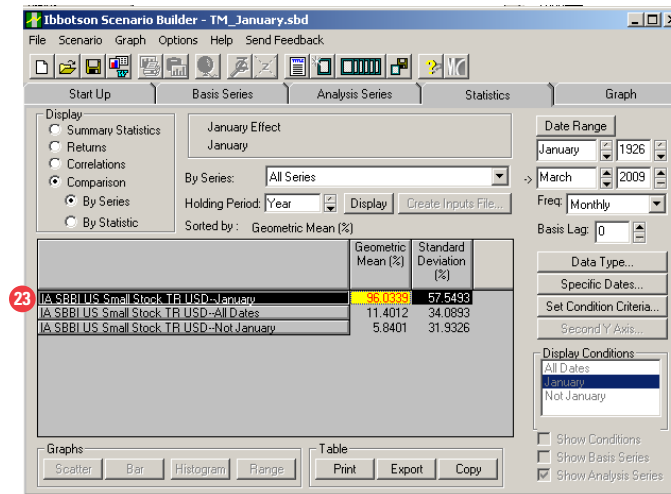 Ibbotson Scenario Builder - TM_January.sbd
File Scenario Graph Options Help Send Feedback
Start Up Basis Series Analysis Series Statistics Graph
Display
Summary Statistics
Returns
Correlations
Comparison
By Series
By Statistic
January Effect
January
By Series: All Series
Holding Period: Year Display Create Inputs File...
Sorted by : Geometric Mean (%)
Date Range
January 1926
-> March 2009
Freq: Monthly
Basis Lag: 0
Data Type...
Specific Dates...
Set Condition Criteria...
Second Y Axis...
Display Conditions
All Dates
January
Not January
Show Conditions
Show Basis Series
Show Analysis Series
Geometric Mean (%) Standard Deviation (%)
23 IA SBBI US Small Stock TR USD--January 96.0339 57.5493
IA SBBI US Small Stock TR USD--All Dates 11.4012 34.0893
IA SBBI US Small Stock TR USD--Not January 5.8401 31.9326
Graphs
Scatter Bar Histogram Range
Table
Print Export Copy